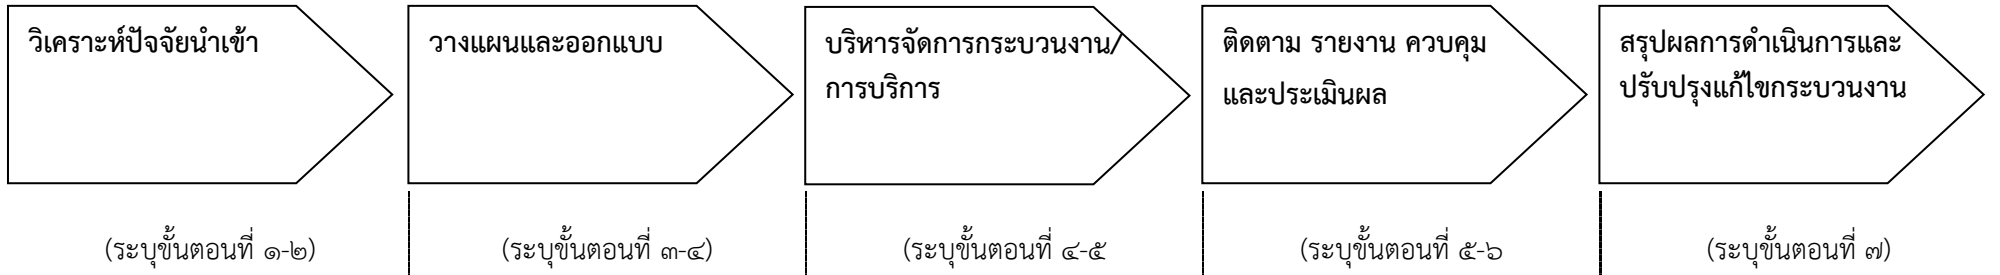 วิเคราะห์ปัจจัยนำเข้า
วางแผนและออกแบบ
บริหารจัดการกระบวนงาน/
การบริการ
ติดตาม รายงาน ควบคุม
และประเมินผล
สรุปผลการดำเนินการและ
ปรับปรุงแก้ไขกระบวนงาน
(ระบุขั้นตอนที่ ๑-๒)
(ระบุขั้นตอนที่ ๓-๔)
(ระบุขั้นตอนที่ ๔-๕
(ระบุขั้นตอนที่ ๕-๖
(ระบุขั้นตอนที่ ๗)